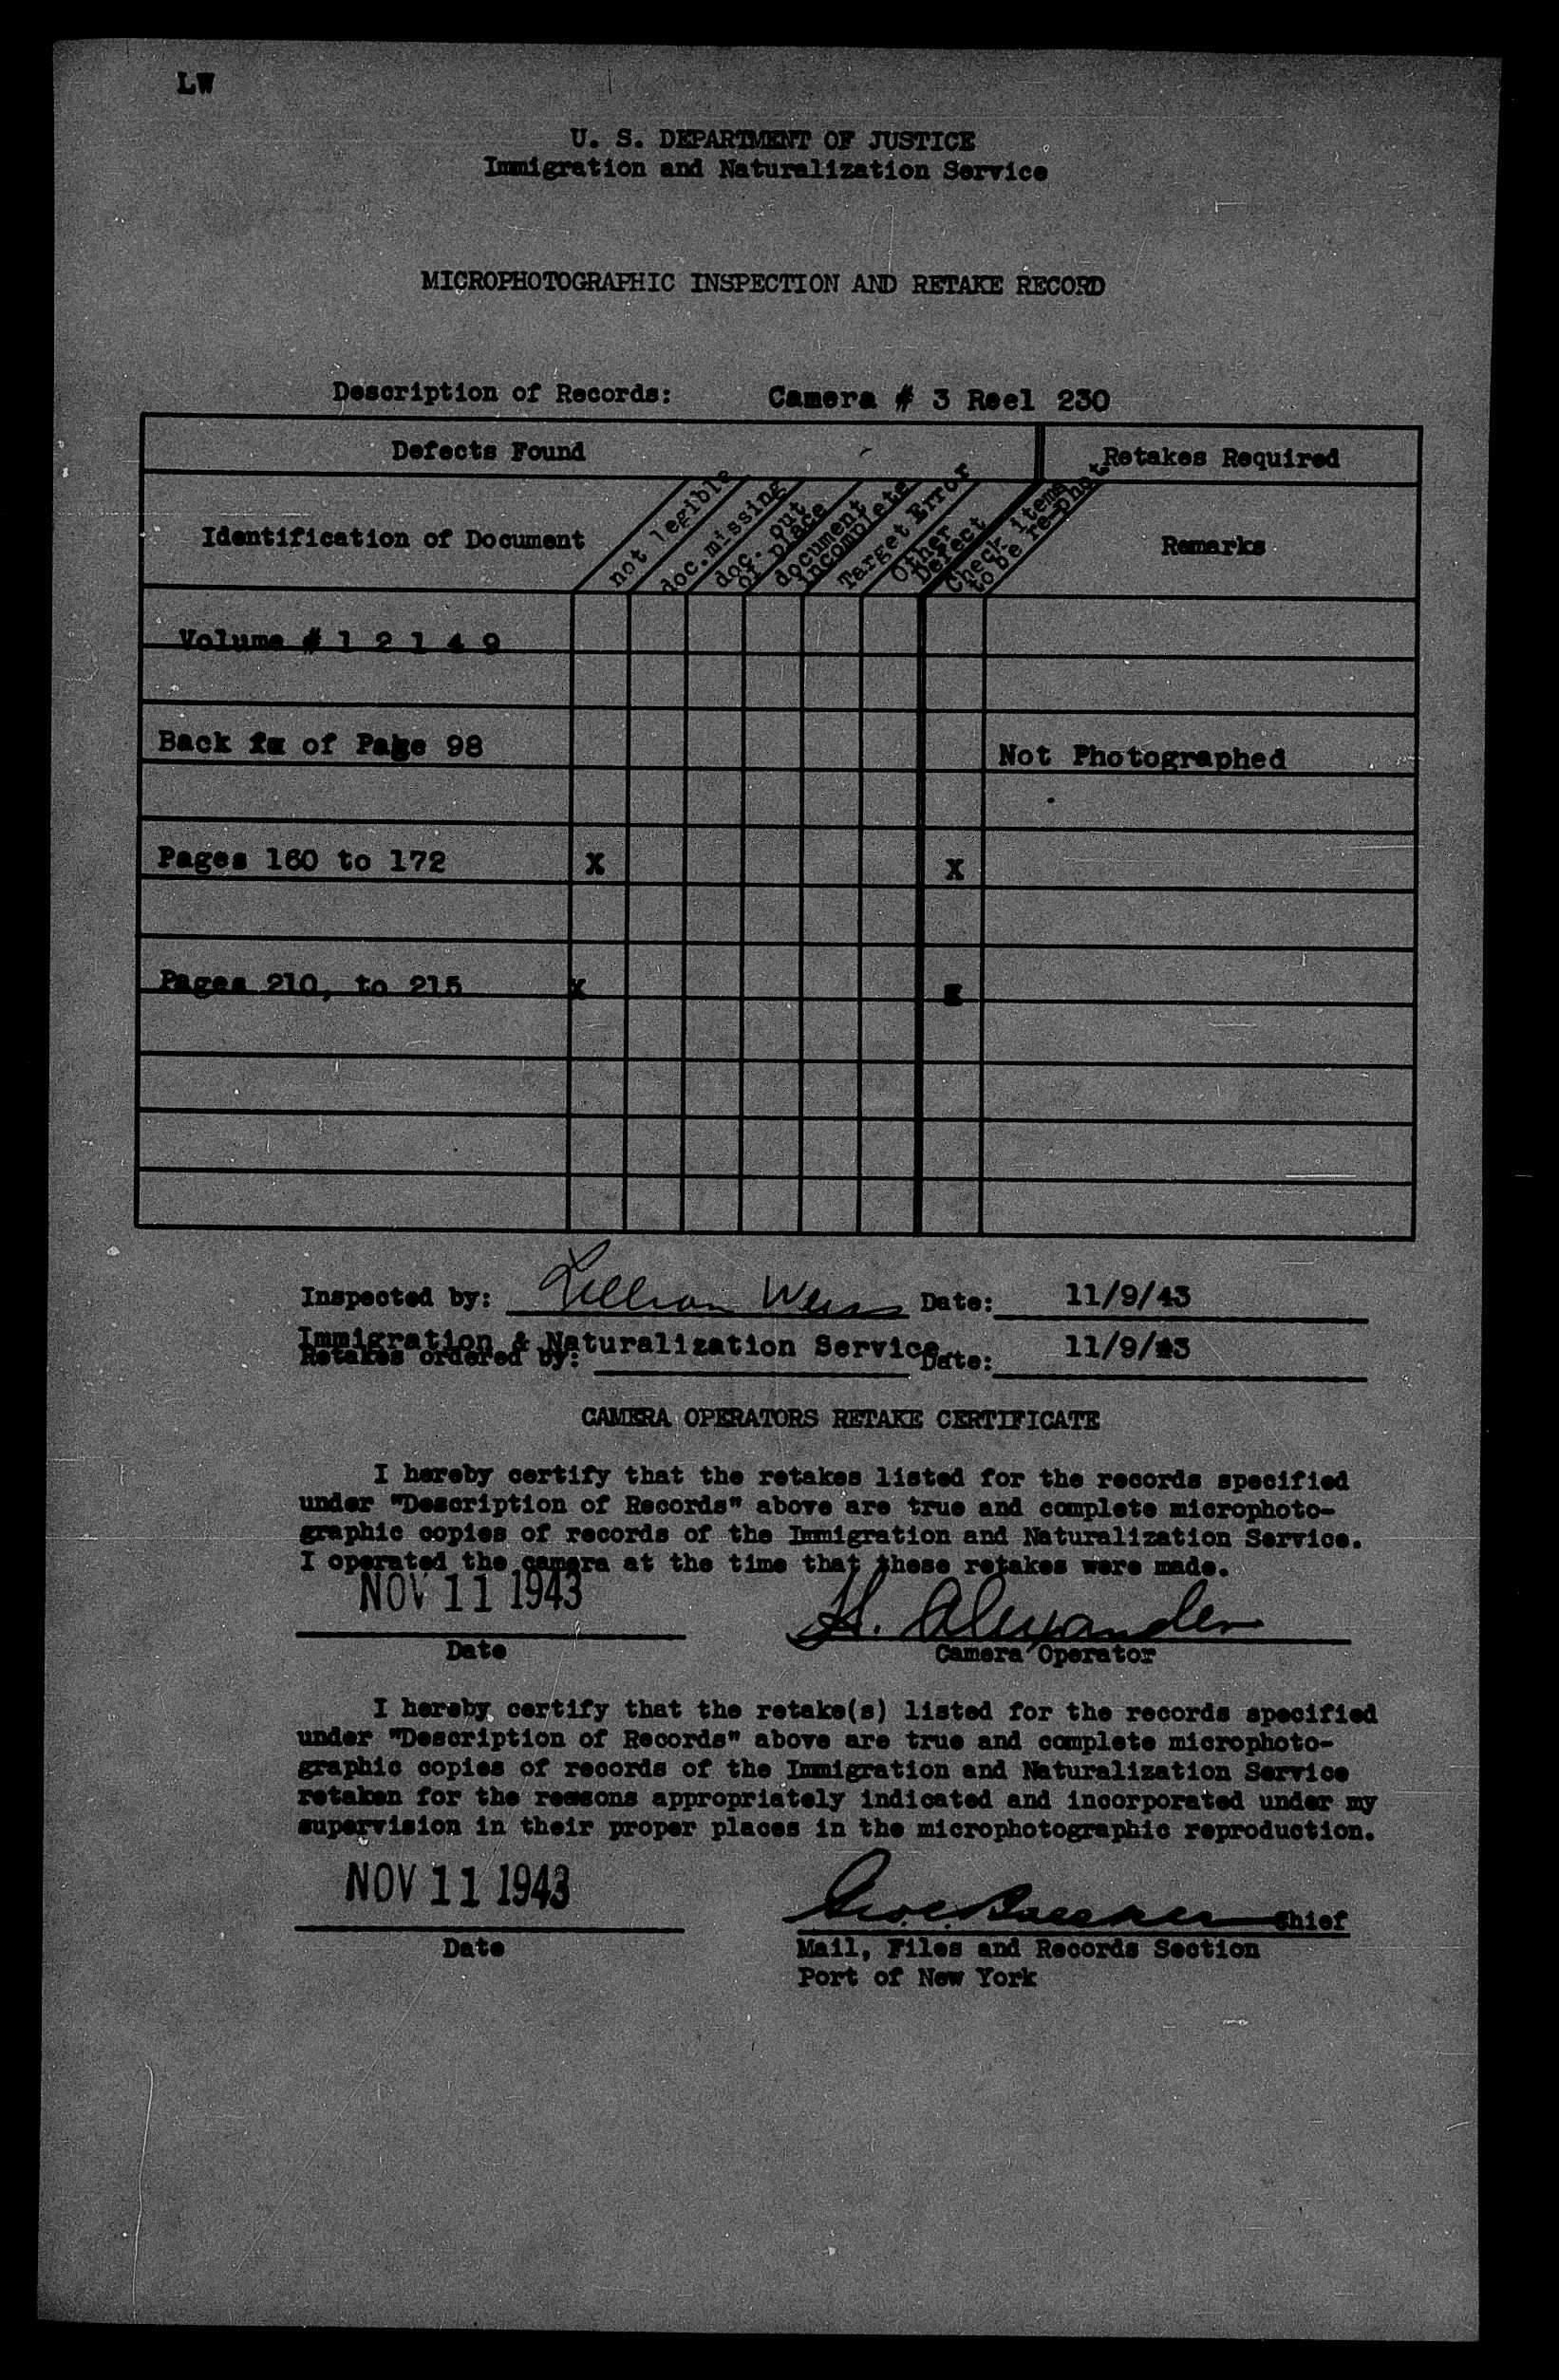 LW
U. S. DEPARTMENT OF JUSTICE
Immigration and Naturalization Service
MICROPHOTOGRAPHIC INSPECTION AND RETAKE RECORD
Description of Records: Camera # 3 Reel 230
Defects Found
Retakes Required
Identification of Document
not legible
doc. missing
doc. out
of place
document
incomplete
Target Error
Other
Defect
Check items
to be re-phot
Remarks
Volume # 1 2 1 4 9
Back of Page 98 Not Photographed
Pages 160 to 172 X X
Pages 210, to 215 X X
Inspected by: Lillian Weiss Date: 11/9/43
Immigration & Naturalization Service 11/9/43
Retakes ordered by: Date:
CAMERA OPERATORS RETAKE CERTIFICATE
I hereby certify that the retakes listed for the records specified
under "Description of Records" above are true and complete microphoto-
graphic copies of records of the Immigration and Naturalization Service.
I operated the camera at the time that these retakes were made.
NOV 11 1943 H. Alexander
Date Camera Operator
I hereby certify that the retake(s) listed for the records specified
under "Description of Records" above are true and complete microphoto-
graphic copies of records of the Immigration and Naturalization Service
retaken for the reasons appropriately indicated and incorporated under my
supervision in their proper places in the microphotographic reproduction.
NOV 11 1943 Chief
Date Mail, Files and Records Section
Port of New York